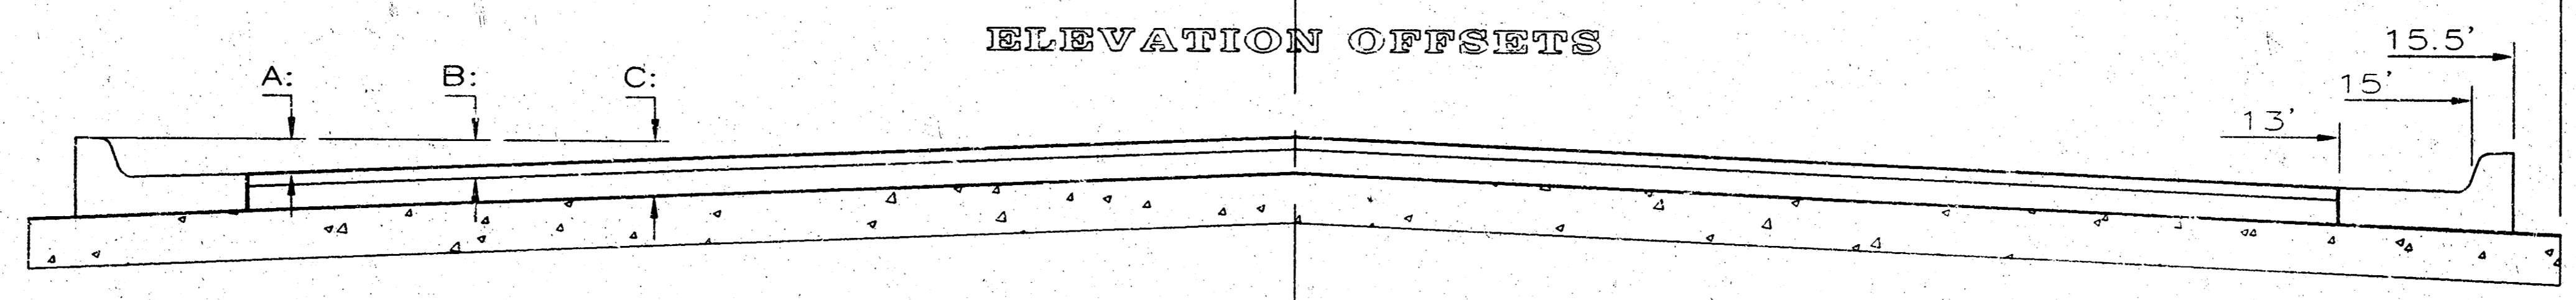 ELEVATION OFFSETS
15.5'
A:
B:
C:
15'
13'